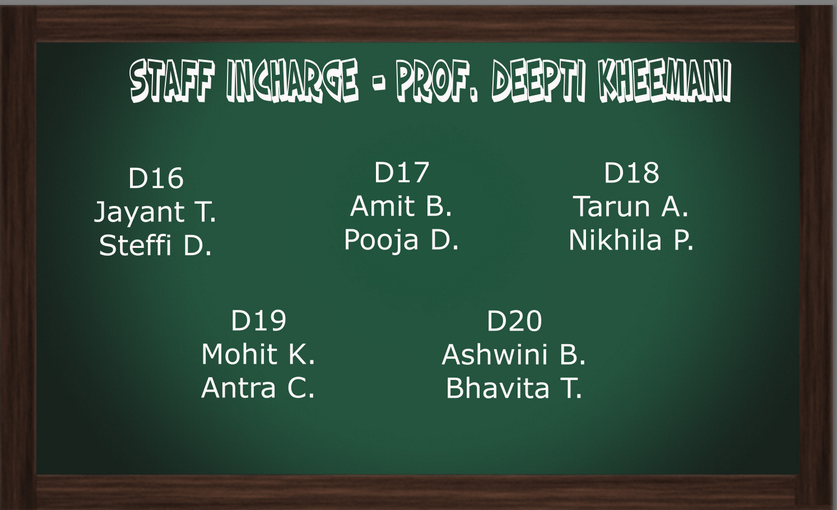 STAFF INCHARGE - PROF. DEEPTI KHEEMANI
D16
Jayant T.
Steffi D.
D17
Amit B.
Pooja D.
D18
Tarun A.
Nikhila P.
D19
Mohit K.
Antra C.
D20
Ashwini B.
Bhavita T.